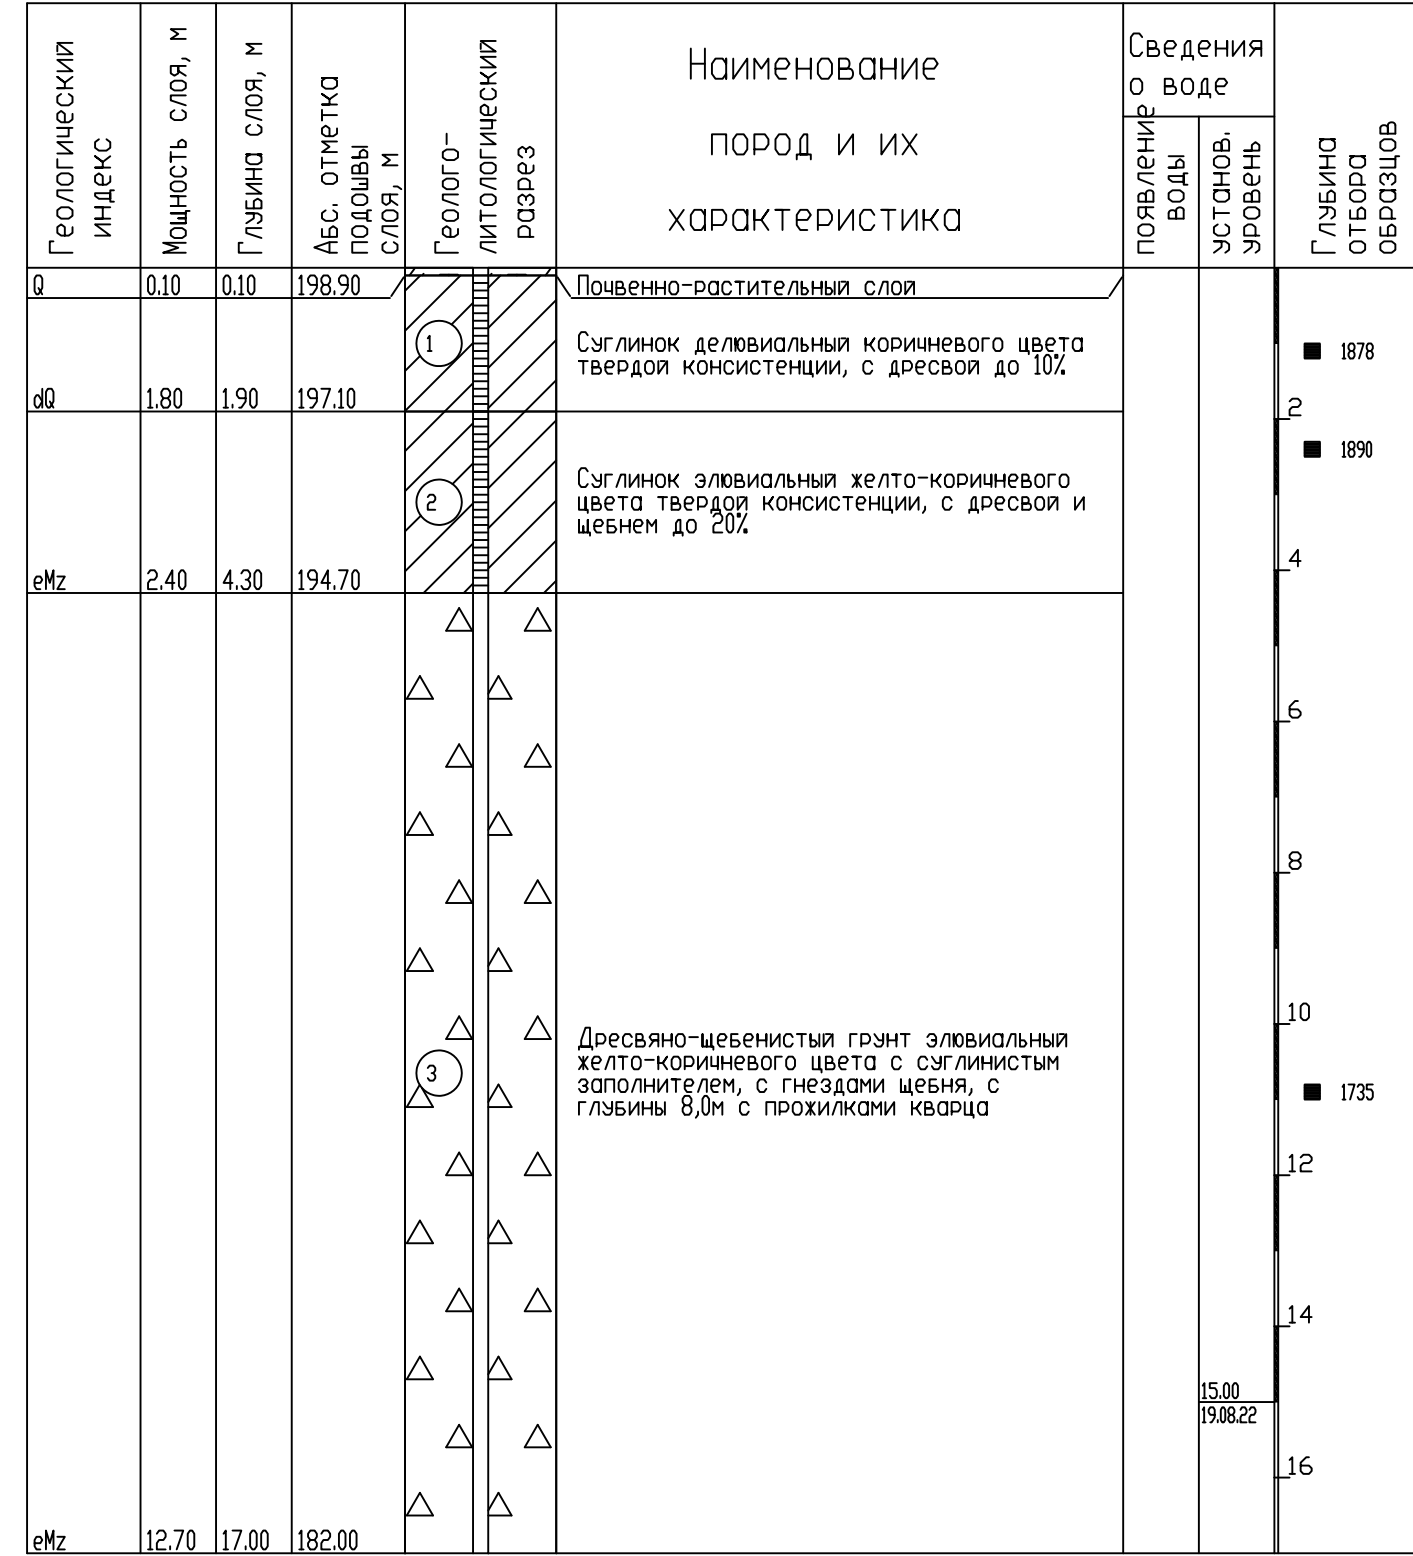 Геологический
индекс
Мощность слоя, м
Глубина слоя, м
Абс. отметка
подошвы
слоя, м
Геолого-
литологический
разрез
Наименование
пород и их
характеристика
Сведения
о воде
появление
воды
установ.
уровень
Глубина
отбора
образцов
Q 0.10 0.10 198.90 Почвенно-растительный слой
1
Суглинок делювиальный коричневого цвета
твердой консистенции, с дресвой до 10%
1878
dQ 1.80 1.90 197.10
2
1890
2
Суглинок элювиальный желто-коричневого
цвета твердой консистенции, с дресвой и
щебнем до 20%
4
eMz 2.40 4.30 194.70
6
8
10
3
Дресвяно-щебенистый грунт элювиальный
желто-коричневого цвета с суглинистым
заполнителем, с гнездами щебня, с
глубины 8,0м с прожилками кварца
1735
12
14
15.00
19.08.22
16
eMz 12.70 17.00 182.00